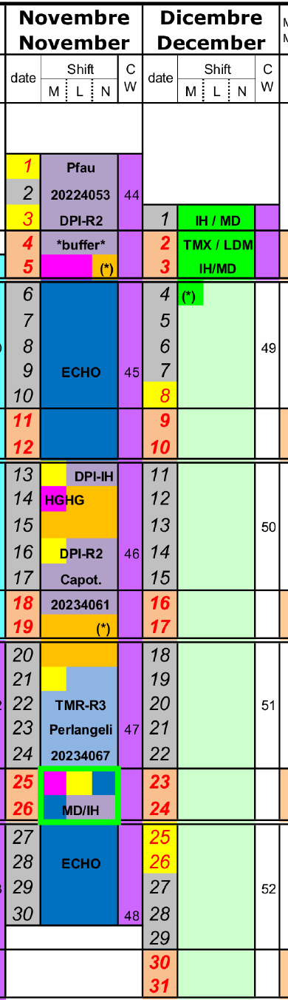 Novembre Dicembre
November December
date Shift C W date Shift C W
M L N M L N
1 Pfau
2 20224053 44
3 DPI-R2 1 IH / MD
4 *buffer* 2 TMX / LDM
5 (*) 3 IH/MD
6 4 (*)
7 5
8 6 49
9 ECHO 45 7
10 8
11 9
12 10
13 DPI-IH 11
14 HGHG 12
15 13 50
16 DPI-R2 46 14
17 Capot. 15
18 20234061 16
19 (*) 17
20 18
21 19
22 TMR-R3 20 51
23 Perlangeli 47 21
24 20234067 22
25 23
26 MD/IH 24
27 25
28 ECHO 26
29 27 52
30 48 28
29
30
31